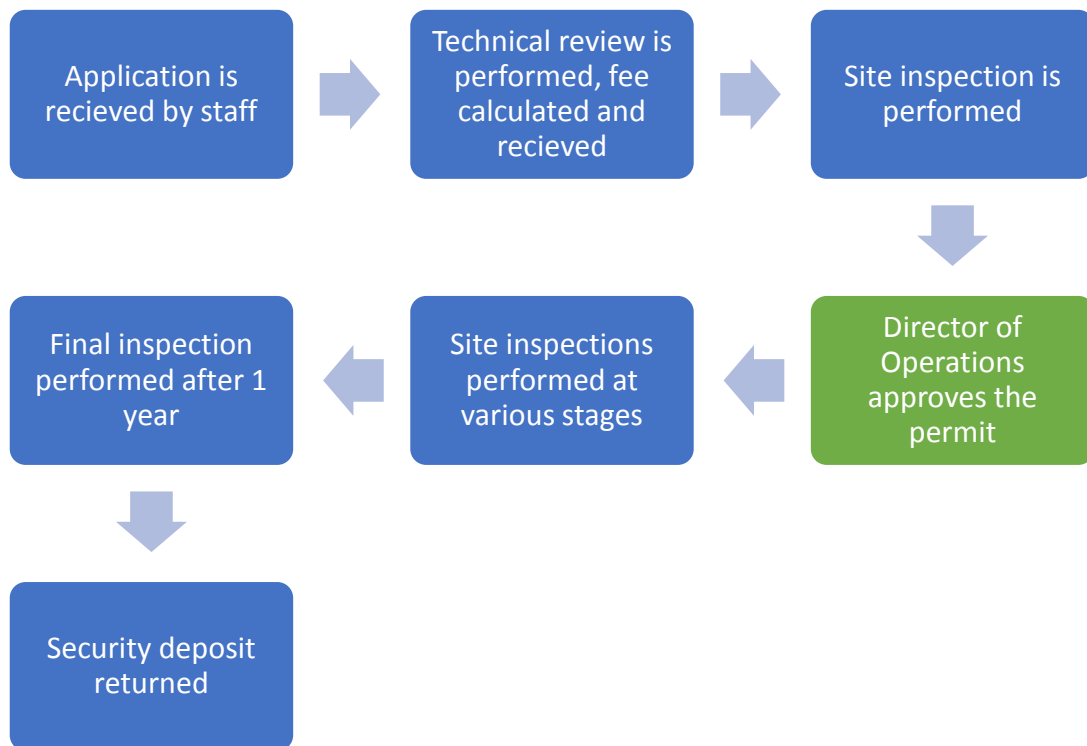 Application is
recieved by staff
Technical review is
performed, fee
calculated and
recieved
Site inspection is
performed
Director of
Operations
approves the
permit
Site inspections
performed at
various stages
Final inspection
performed after 1
year
Security deposit
returned